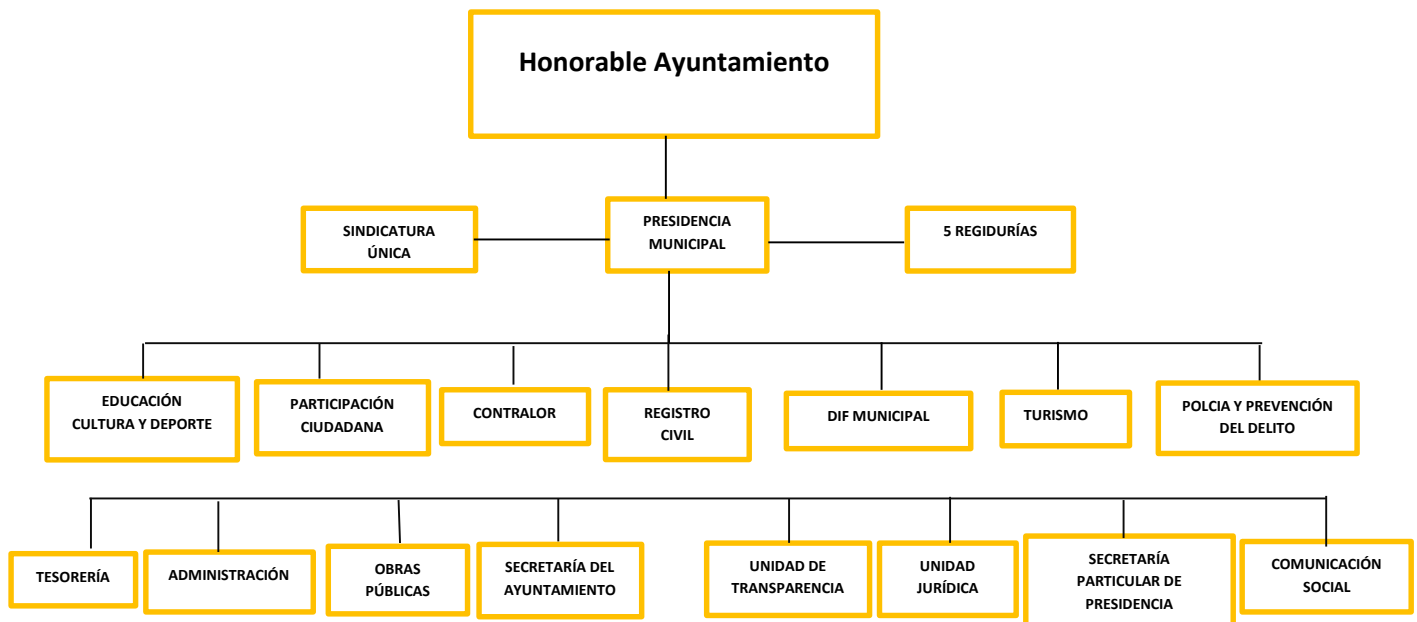 Honorable Ayuntamiento
SINDICATURA
ÚNICA
PRESIDENCIA
MUNICIPAL
5 REGIDURÍAS
EDUCACIÓN
CULTURA Y DEPORTE
PARTICIPACIÓN
CIUDADANA
CONTRALOR
REGISTRO
CIVIL
DIF MUNICIPAL
TURISMO
POLCIA Y PREVENCIÓN
DEL DELITO
TESORERÍA
ADMINISTRACIÓN
OBRAS
PÚBLICAS
SECRETARÍA DEL
AYUNTAMIENTO
UNIDAD DE
TRANSPARENCIA
UNIDAD
JURÍDICA
SECRETARÍA
PARTICULAR DE
PRESIDENCIA
COMUNICACIÓN
SOCIAL